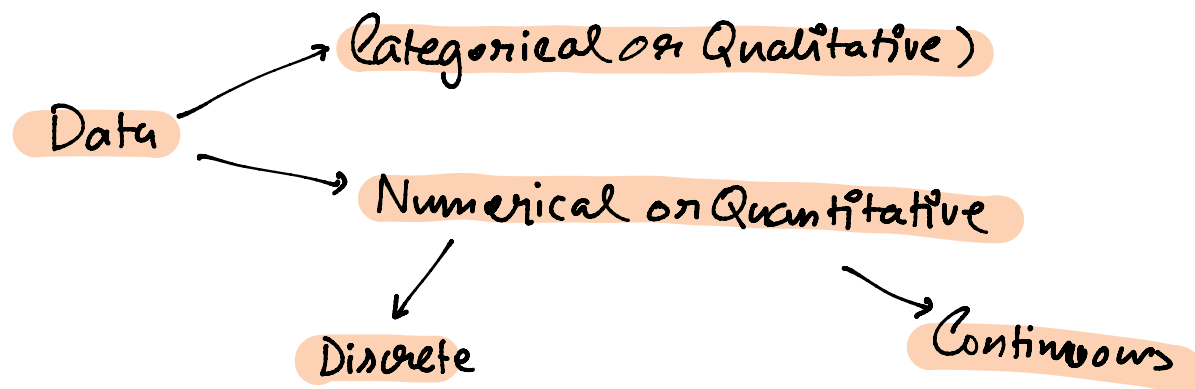 Categorical or Qualitative)
Data
Numerical or Quantitative
Discrete
Continuous